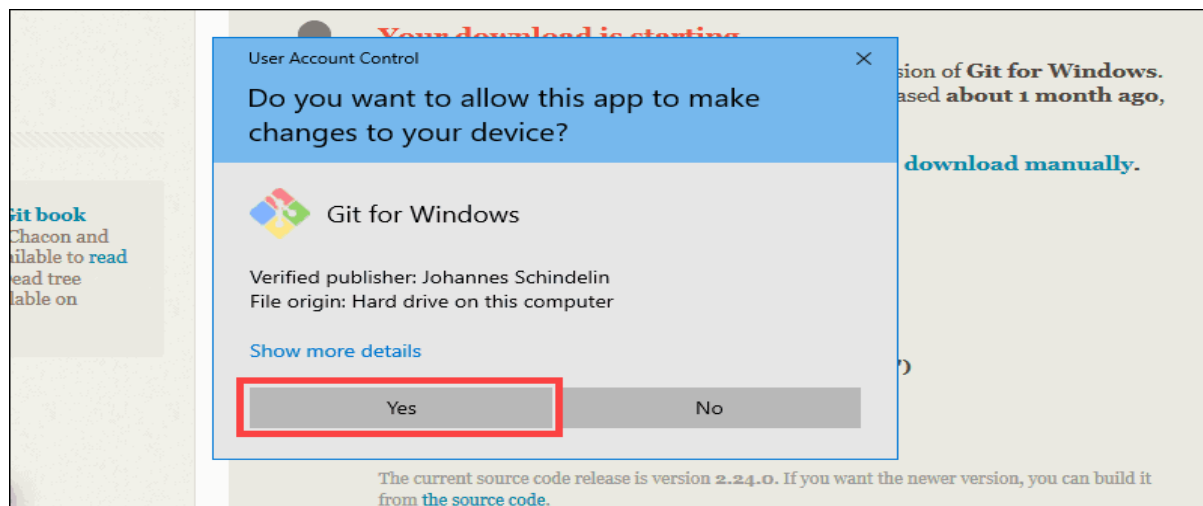 Your download is starting
User Account Control
Do you want to allow this app to make
changes to your device?
sion of Git for Windows.
ased about 1 month ago,
download manually.
Git book
Chacon and
ilable to read
ead tree
lable on
Git for Windows
Verified publisher: Johannes Schindelin
File origin: Hard drive on this computer
Show more details
')
Yes
No
The current source code release is version 2.24.0. If you want the newer version, you can build it
from the source code.